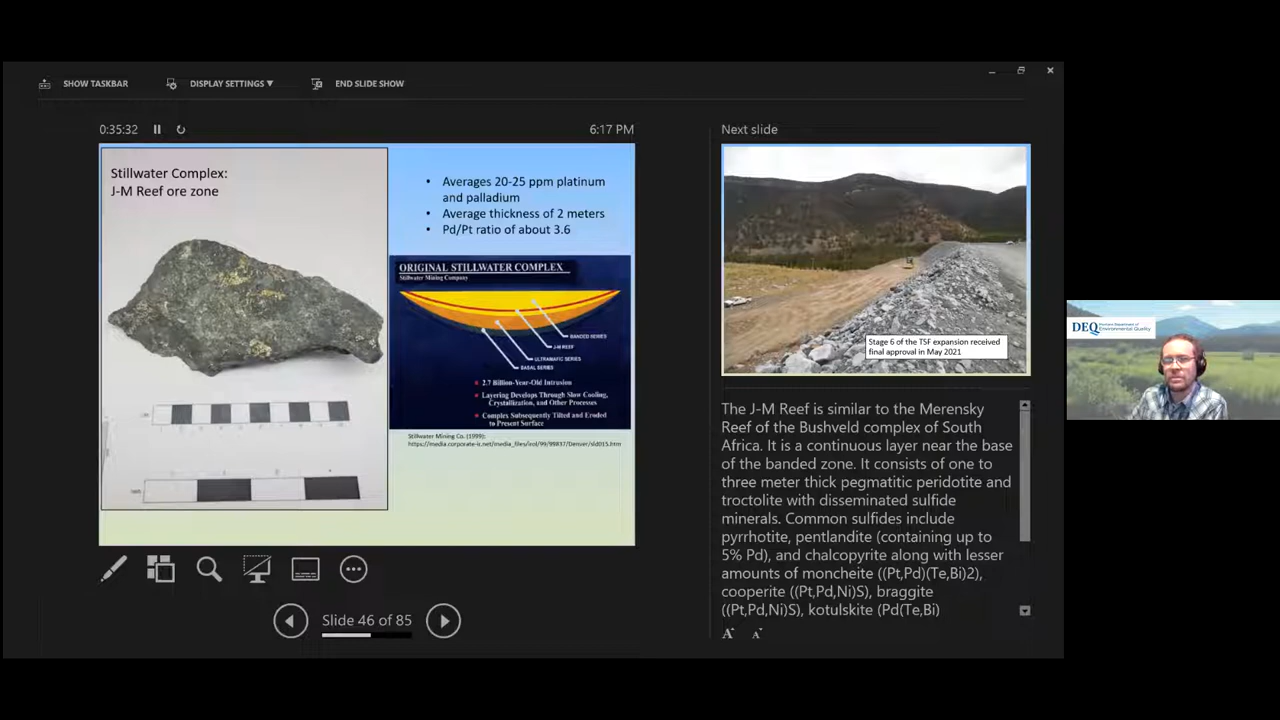 SHOW TASKBAR
DISPLAY SETTINGS ▼
END SLIDE SHOW
0:35:32
6:17 PM
Next slide
Stillwater Complex:
J-M Reef ore zone
• Averages 20-25 ppm platinum
and palladium
• Average thickness of 2 meters
• Pd/Pt ratio of about 3.6
ORIGINAL STILLWATER COMPLEX
Stillwater Mining Company
BANDED SERIES
J-M REEF
ULTRAMAFIC SERIES
BASAL SERIES
2.7 Billion-Year-Old Intrusion
Layering Develops Through Slow Cooling,
Crystallization, and Other Processes
Complex Subsequently Tilted and Eroded
to Present Surface
Stillwater Mining Co. (1999):
Stage 6 of the TSF expansion received
final approval in May 2021
DEQ
Environmental Quality
The J-M Reef is similar to the Merensky
Reef of the Bushveld complex of South
Africa. It is a continuous layer near the base
of the banded zone. It consists of one to
three meter thick pegmatitic peridotite and
troctolite with disseminated sulfide
minerals. Common sulfides include
pyrrhotite, pentlandite (containing up to
5% Pd), and chalcopyrite along with lesser
amounts of moncheite ((Pt,Pd)(Te,Bi)2),
cooperite ((Pt,Pd,Ni)S), braggite
((Pt,Pd,Ni)S), kotulskite (Pd(Te,Bi)
Slide 46 of 85
A A